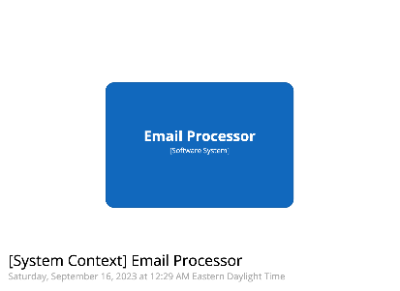 Email Processor
[Software System]
[System Context] Email Processor
Saturday, September 16, 2023 at 12:29 AM Eastern Daylight Time